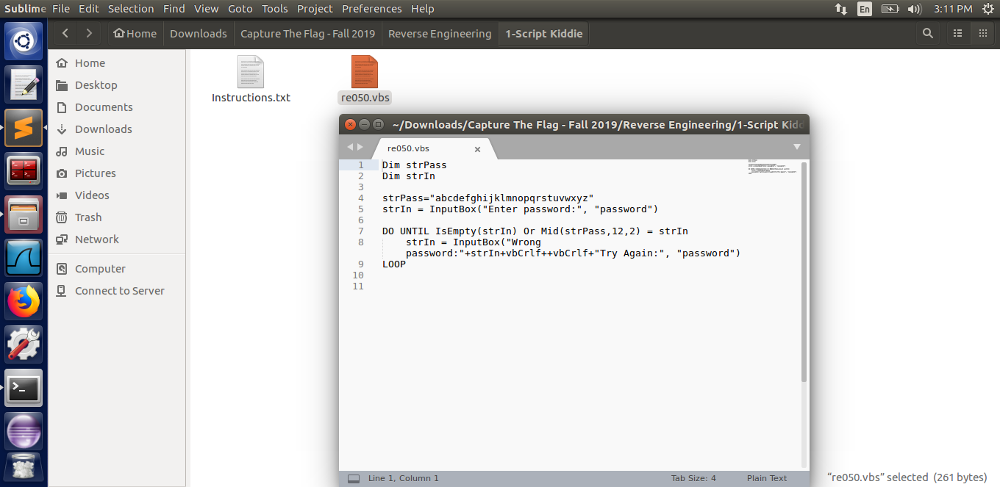 Sublime File Edit Selection Find View Goto Tools Project Preferences Help En 3:11 PM
Home Downloads Capture The Flag - Fall 2019 Reverse Engineering 1-Script Kiddie
Home
Desktop
Documents
Downloads
Music
Pictures
Videos
Trash
Network
Computer
Connect to Server
Instructions.txt
re050.vbs
~/Downloads/Capture The Flag - Fall 2019/Reverse Engineering/1-Script Kidd
re050.vbs
1 Dim strPass
2 Dim strIn
3
4 strPass="abcdefghijklmnopqrstuvwxyz"
5 strIn = InputBox("Enter password:", "password")
6
7 DO UNTIL IsEmpty(strIn) Or Mid(strPass,12,2) = strIn
8 strIn = InputBox("Wrong
password:"+strIn+vbCrlf++vbCrlf+"Try Again:", "password")
9 LOOP
10
11
Line 1, Column 1 Tab Size: 4 Plain Text
“re050.vbs” selected (261 bytes)